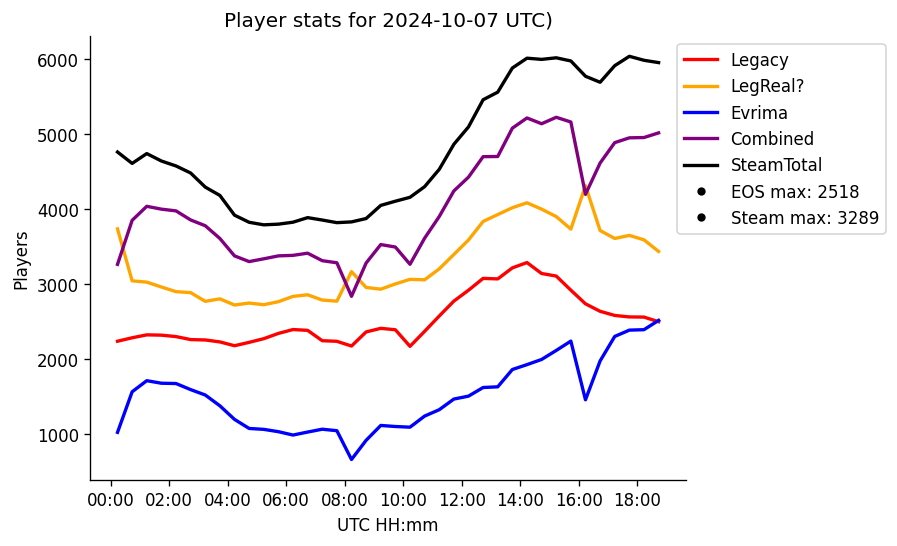 Player stats for 2024-10-07 UTC)
Legacy
LegReal?
Evrima
Combined
SteamTotal
EOS max: 2518
Steam max: 3289
Players
6000
5000
4000
3000
2000
1000
00:00 02:00 04:00 06:00 08:00 10:00 12:00 14:00 16:00 18:00
UTC HH:mm